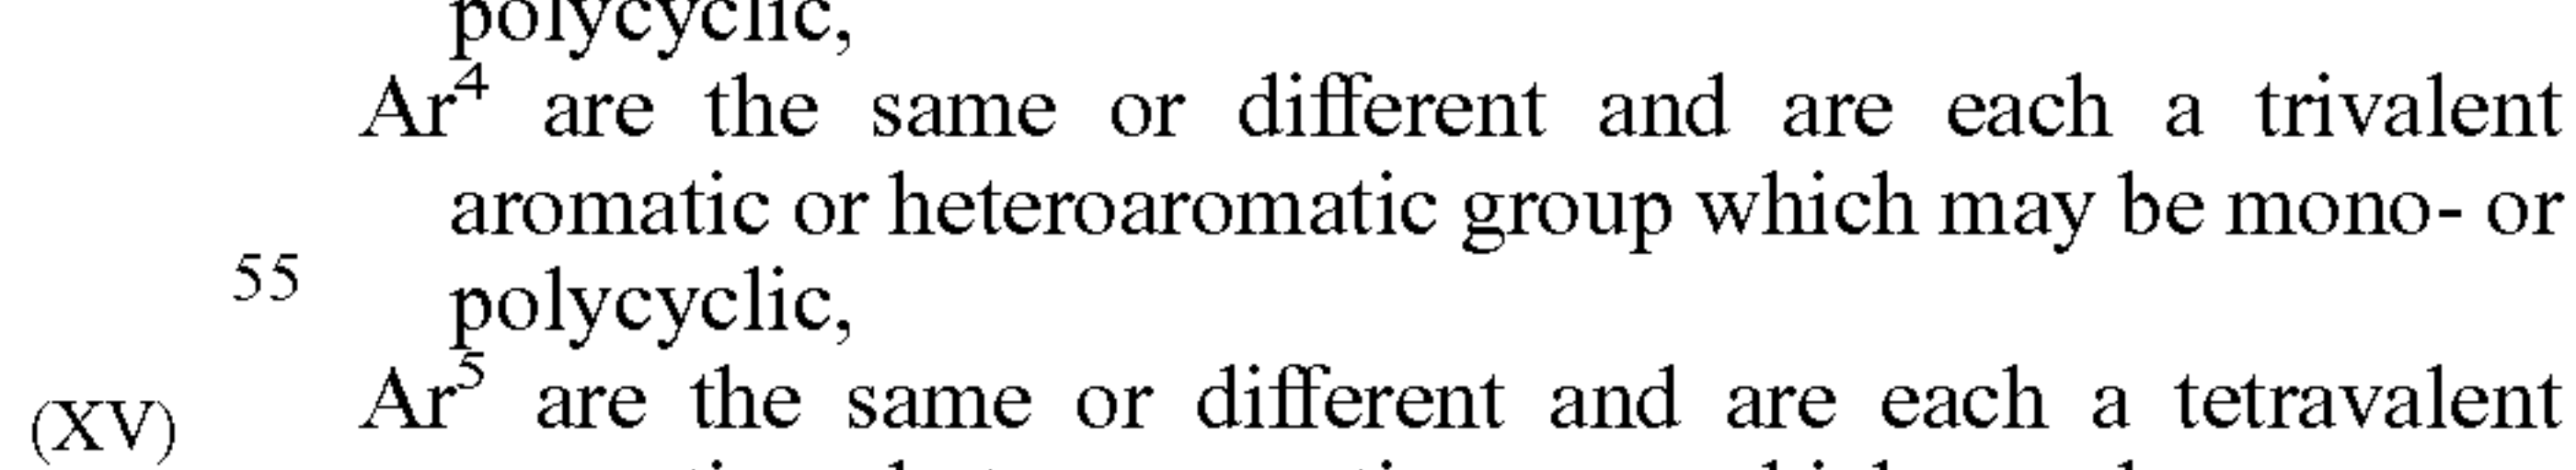 polycyclic,
Ar⁴ are the same or different and are each a trivalent
aromatic or heteroaromatic group which may be mono- or
55 polycyclic,
(XV) Ar⁵ are the same or different and are each a tetravalent